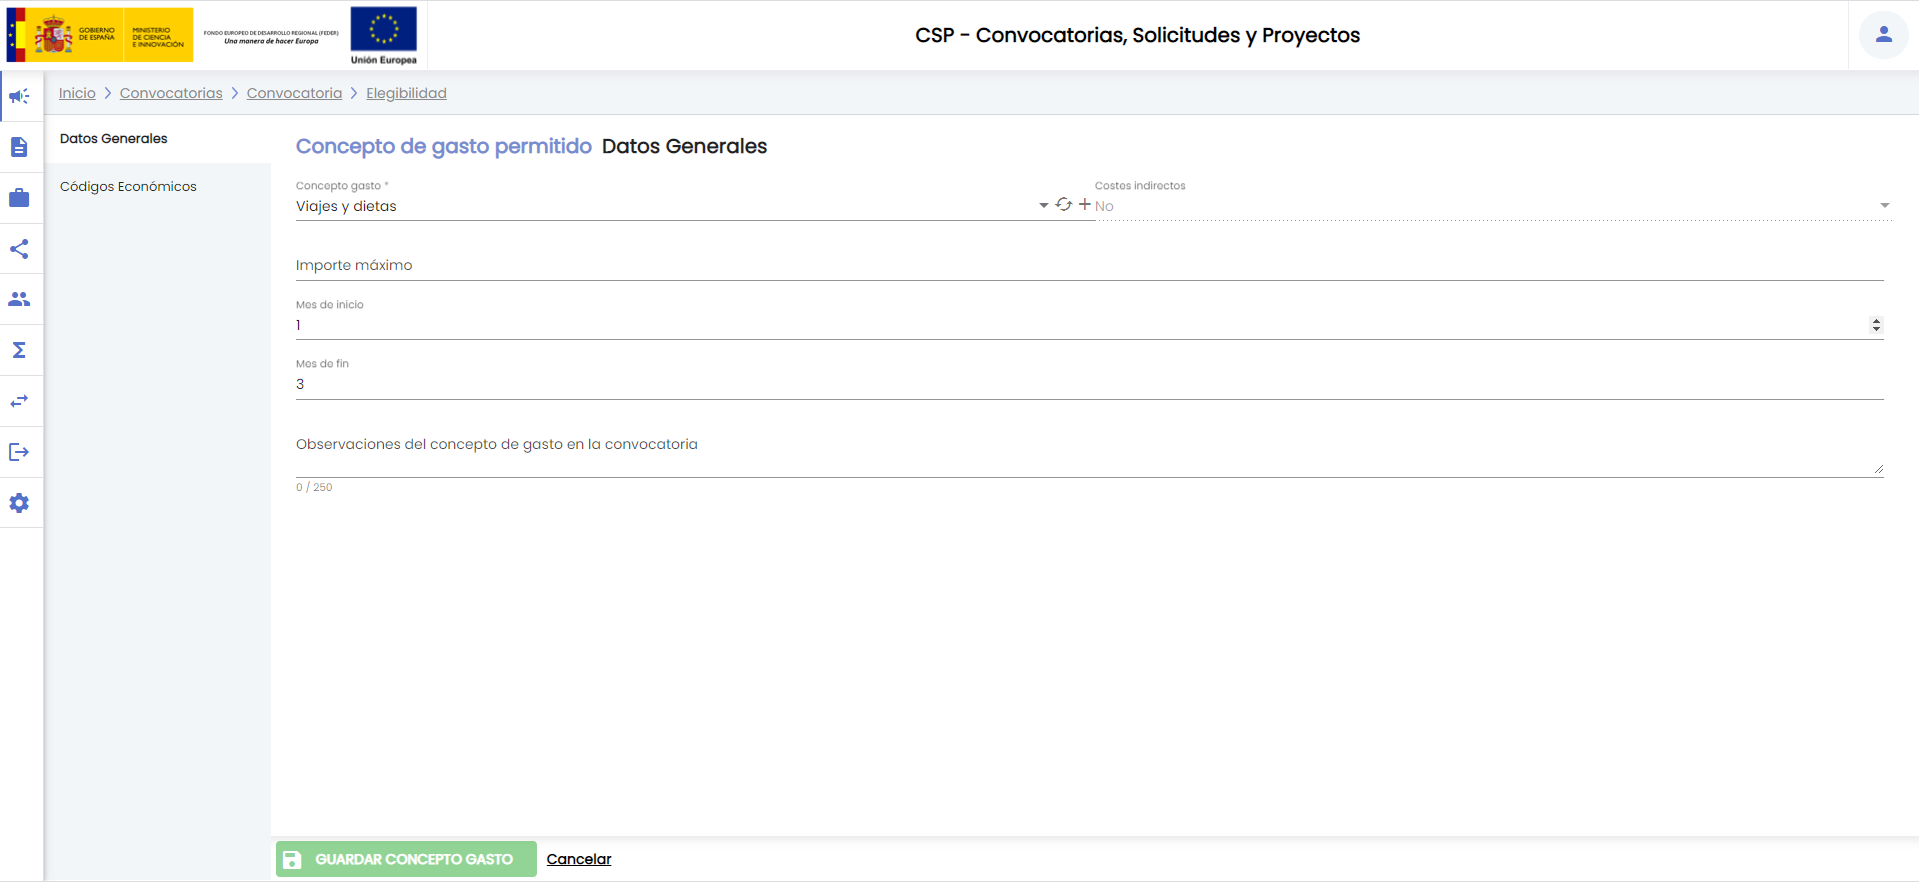 GOBIERNO
DE ESPAÑA
MINISTERIO
DE CIENCIA
E INNOVACIÓN
FONDO EUROPEO DE DESARROLLO REGIONAL (FEDER)
Una manera de hacer Europa
Unión Europea
CSP - Convocatorias, Solicitudes y Proyectos
Inicio > Convocatorias > Convocatoria > Elegibilidad
Datos Generales
Códigos Económicos
Concepto de gasto permitido Datos Generales
Concepto gasto *
Viajes y dietas
Costes indirectos
No
Importe máximo
Mes de inicio
1
Mes de fin
3
Observaciones del concepto de gasto en la convocatoria
0 / 250
GUARDAR CONCEPTO GASTO
Cancelar